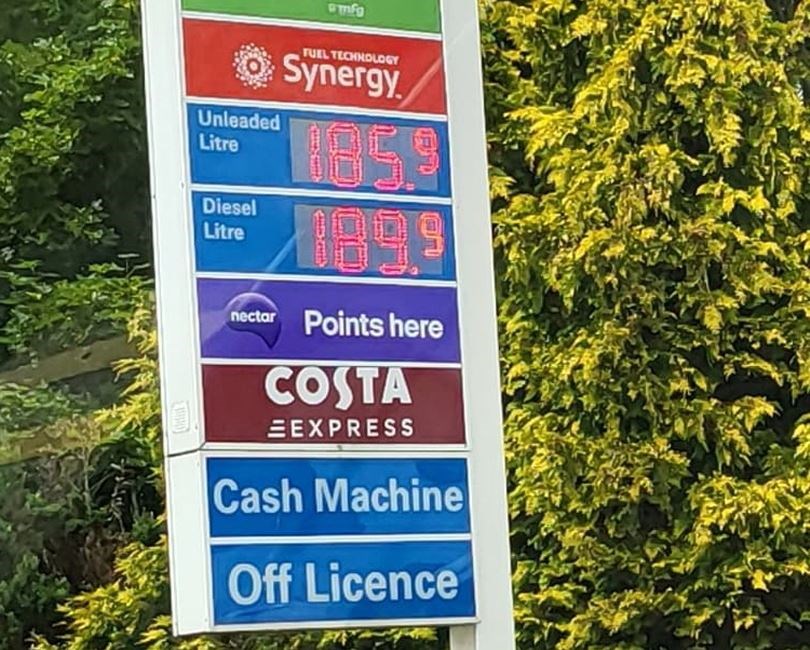 mfg
FUEL TECHNOLOGY
Synergy
Unleaded
Litre
185.9
Diesel
Litre
189.9
nectar
Points here
COSTA
EXPRESS
Cash Machine
Off Licence